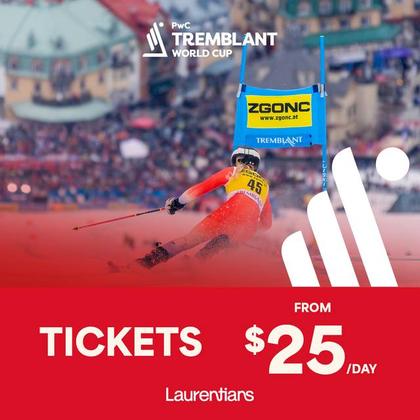 PwC
TREMBLANT
WORLD CUP
ZGONC
www.zgonc.at
TREMBLANT
45
FROM
TICKETS
$25/DAY
Laurentians